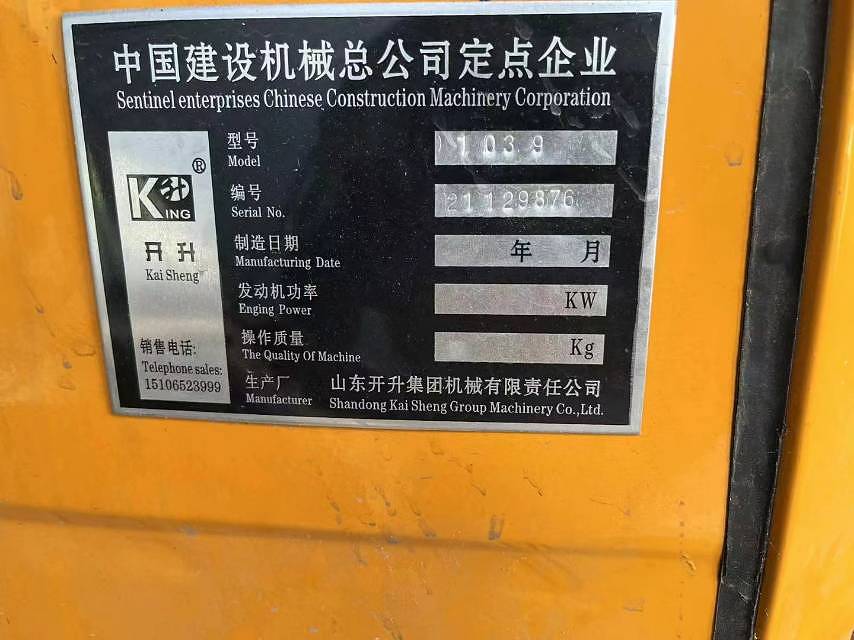 中国建设机械总公司定点企业
Sentinel enterprises Chinese Construction Machinery Corporation
型号
Model
1039
编号
Serial No.
21129876
制造日期
Manufacturing Date
年 月
发动机功率
Enging Power
KW
操作质量
The Quality Of Machine
Kg
生产厂
Manufacturer
山东开升集团机械有限责任公司
Shandong Kai Sheng Group Machinery Co.,Ltd.
®
KING
开升
Kai Sheng
销售电话:
Telephone sales:
15106523999